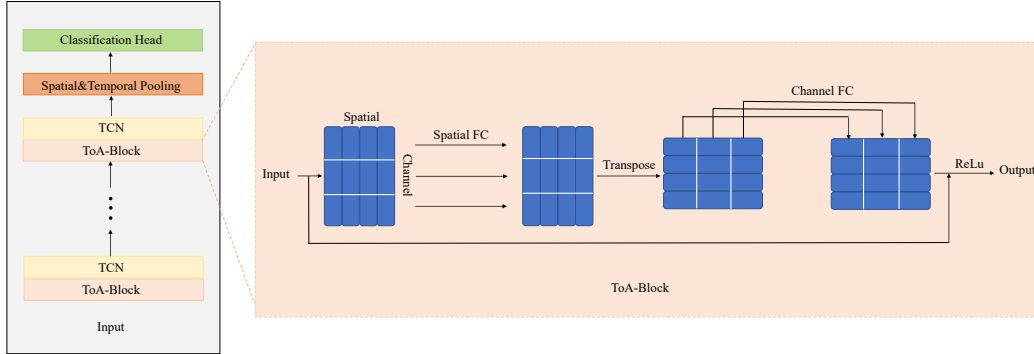 Classification Head
Spatial&Temporal Pooling
TCN
ToA-Block
TCN
ToA-Block
Input
Input
Spatial
Channel
Spatial FC
Transpose
Channel FC
ReLu
Output
ToA-Block